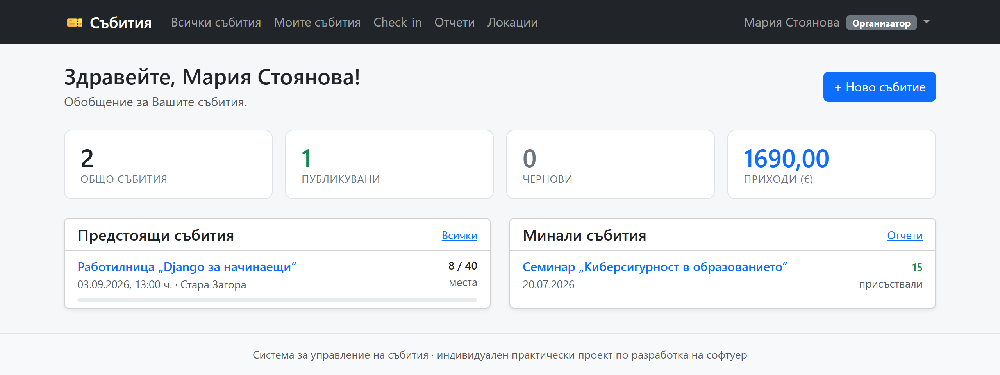 Събития Всички събития Моите събития Check-in Отчети Локации Мария Стоянова Организатор
Здравейте, Мария Стоянова!
Обобщение за Вашите събития.
+ Ново събитие
2
ОБЩО СЪБИТИЯ
1
ПУБЛИКУВАНИ
0
ЧЕРНОВИ
1690,00
ПРИХОДИ (€)
Предстоящи събития Всички
Работилница „Django за начинаещи“ 8 / 40
03.09.2026, 13:00 ч. · Стара Загора места
Минали събития Отчети
Семинар „Киберсигурност в образованието“ 15
20.07.2026 присъствали
Система за управление на събития · индивидуален практически проект по разработка на софтуер